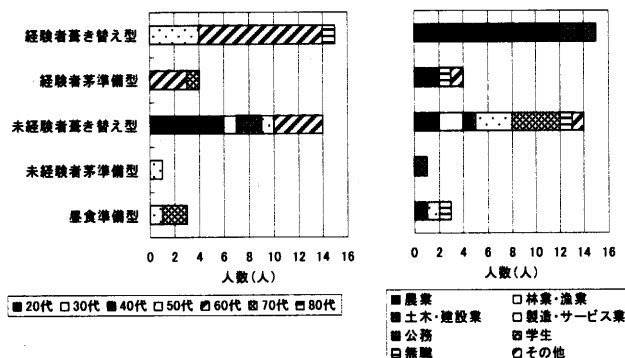 経験者葺き替え型
経験者茅準備型
未経験者葺き替え型
未経験者茅準備型
昼食準備型
0 2 4 6 8 10 12 14 16
人数(人)
20代 30代 40代 50代 60代 70代 80代
0 2 4 6 8 10 12 14 16
人数(人)
農業 林業・漁業
土木・建設業 製造・サービス業
公務 学生
無職 その他